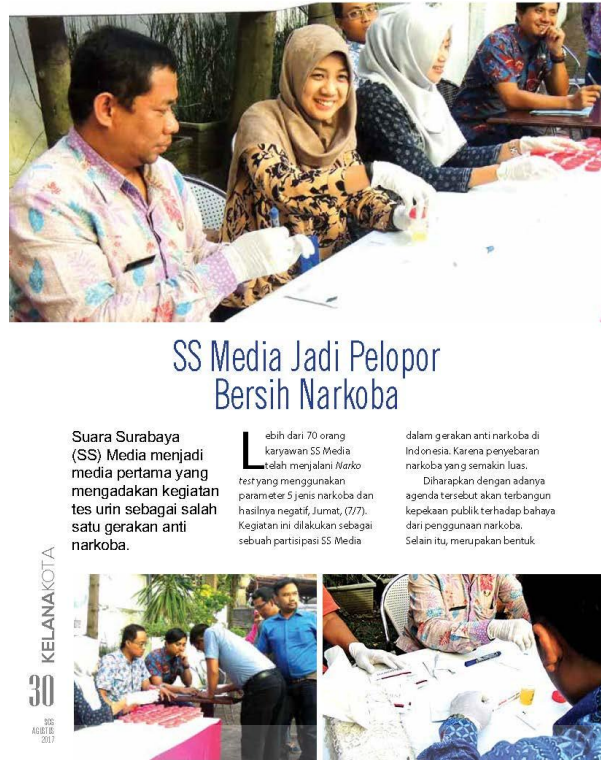 SS Media Jadi Pelopor
Bersih Narkoba
Suara Surabaya
(SS) Media menjadi
media pertama yang
mengadakan kegiatan
tes urin sebagai salah
satu gerakan anti
narkoba.
Lebih dari 70 orang
karyawan SS Media
telah menjalani Narko
test yang menggunakan
parameter 5 jenis narkoba dan
hasilnya negatif, Jumat, (7/7).
Kegiatan ini dilakukan sebagai
sebuah partisipasi SS Media
dalam gerakan anti narkoba di
Indonesia. Karena penyebaran
narkoba yang semakin luas.
Diharapkan dengan adanya
agenda tersebut akan terbangun
kepekaan publik terhadap bahaya
dari penggunaan narkoba.
Selain itu, merupakan bentuk
KELANAKOTA
30
SCG
AGUSTUS
2017